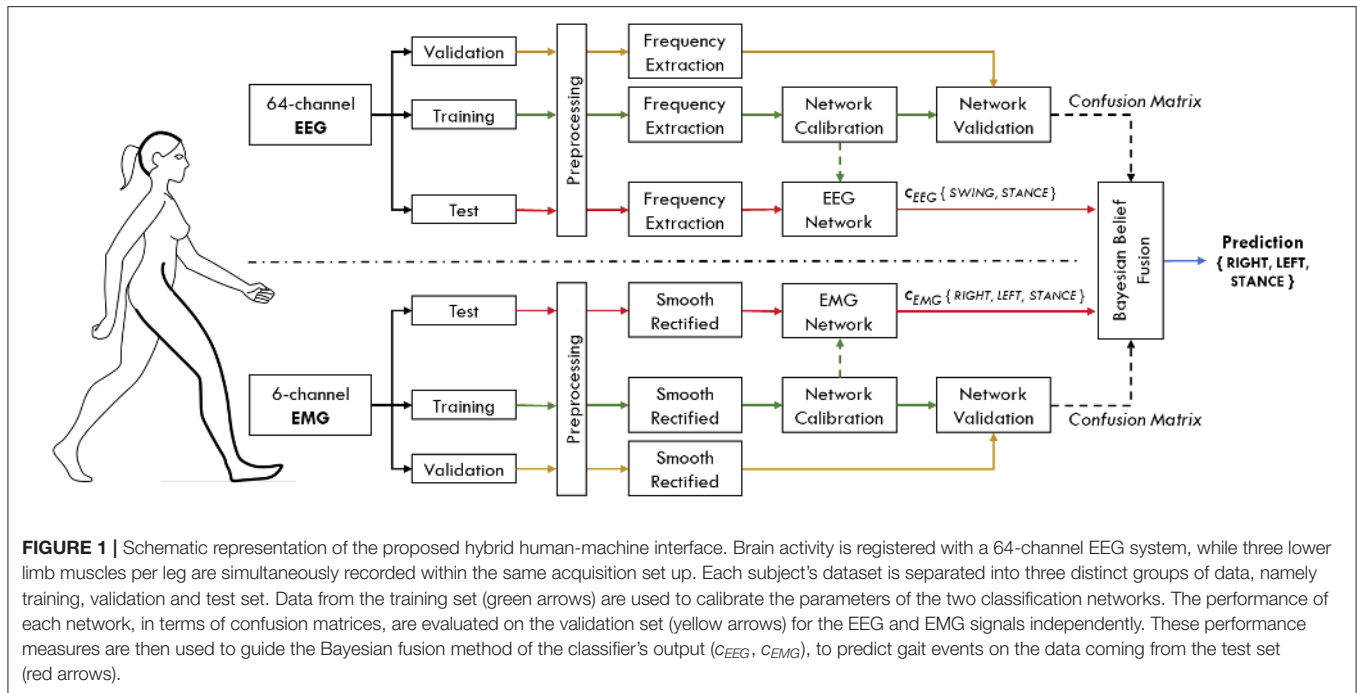 Validation
Frequency
Extraction
64-channel
EEG
Training
Preprocessing
Frequency
Extraction
Network
Calibration
Network
Validation
Confusion Matrix
Test
Frequency
Extraction
EEG
Network
CEEG { SWING, STANCE }
Bayesian Belief
Fusion
Prediction
{ RIGHT, LEFT,
STANCE }
Test
Smooth
Rectified
EMG
Network
CEMG { RIGHT, LEFT, STANCE }
6-channel
EMG
Training
Preprocessing
Smooth
Rectified
Network
Calibration
Network
Validation
Confusion Matrix
Validation
Smooth
Rectified
FIGURE 1 | Schematic representation of the proposed hybrid human-machine interface. Brain activity is registered with a 64-channel EEG system, while three lower
limb muscles per leg are simultaneously recorded within the same acquisition set up. Each subject's dataset is separated into three distinct groups of data, namely
training, validation and test set. Data from the training set (green arrows) are used to calibrate the parameters of the two classification networks. The performance of
each network, in terms of confusion matrices, are evaluated on the validation set (yellow arrows) for the EEG and EMG signals independently. These performance
measures are then used to guide the Bayesian fusion method of the classifier's output (cEEG, cEMG), to predict gait events on the data coming from the test set
(red arrows).